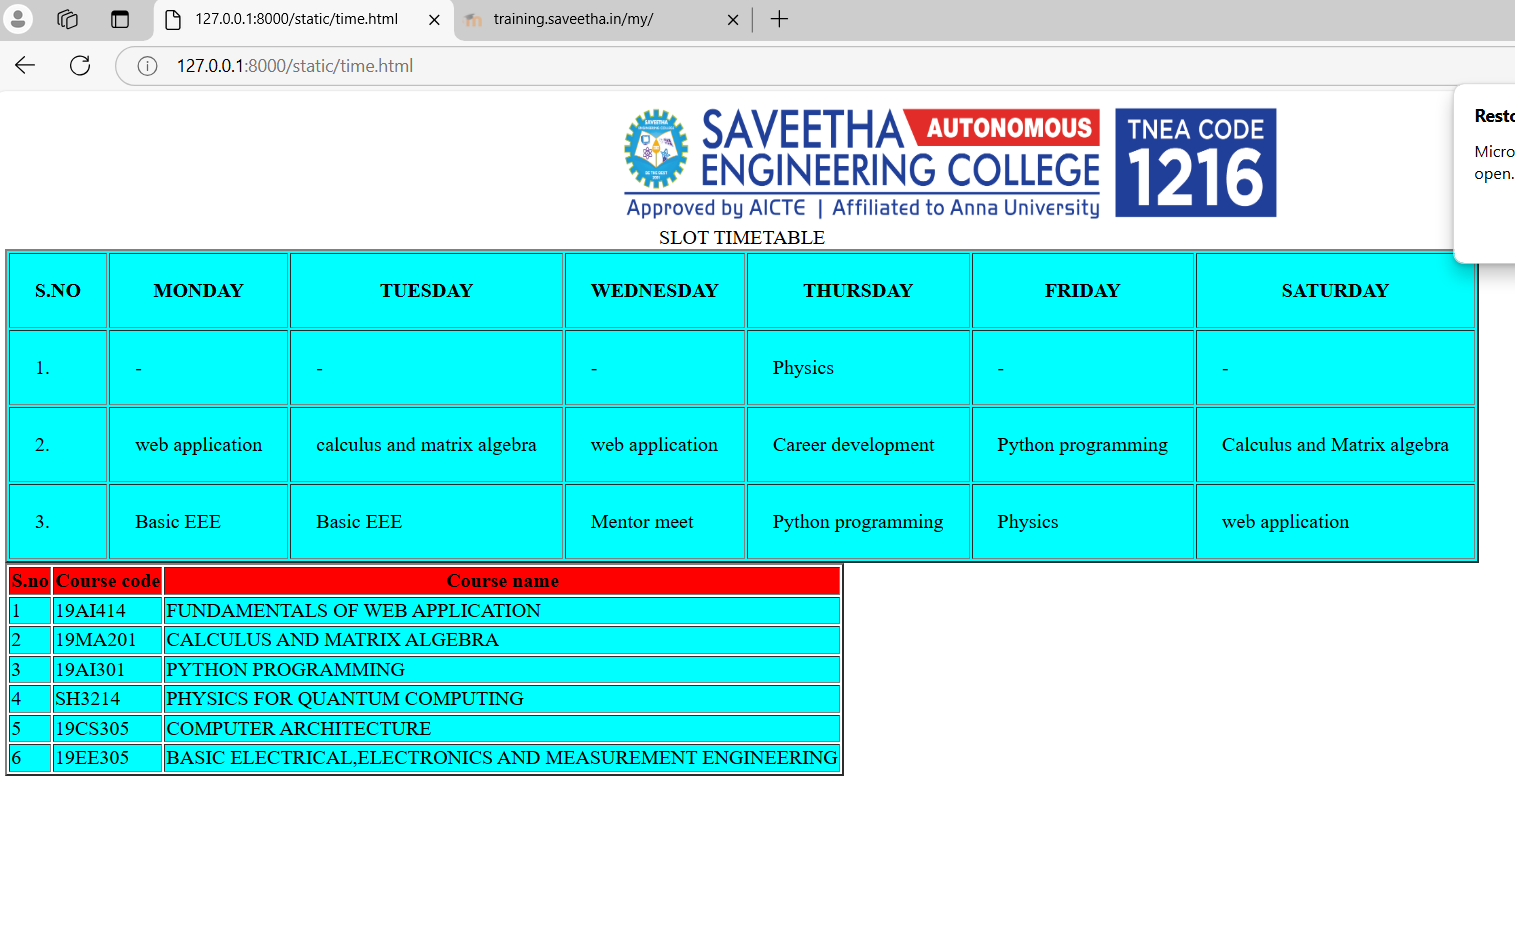 127.0.0.1:8000/static/time.html
training.saveetha.in/my/
127.0.0.1:8000/static/time.html
SAVEETHA AUTONOMOUS
ENGINEERING COLLEGE
Approved by AICTE | Affiliated to Anna University
TNEA CODE
1216
Resto
Micro
open.
SLOT TIMETABLE
S.NO MONDAY TUESDAY WEDNESDAY THURSDAY FRIDAY SATURDAY
1. - - - Physics - -
2. web application calculus and matrix algebra web application Career development Python programming Calculus and Matrix algebra
3. Basic EEE Basic EEE Mentor meet Python programming Physics web application
S.no Course code Course name
1 19AI414 FUNDAMENTALS OF WEB APPLICATION
2 19MA201 CALCULUS AND MATRIX ALGEBRA
3 19AI301 PYTHON PROGRAMMING
4 SH3214 PHYSICS FOR QUANTUM COMPUTING
5 19CS305 COMPUTER ARCHITECTURE
6 19EE305 BASIC ELECTRICAL,ELECTRONICS AND MEASUREMENT ENGINEERING